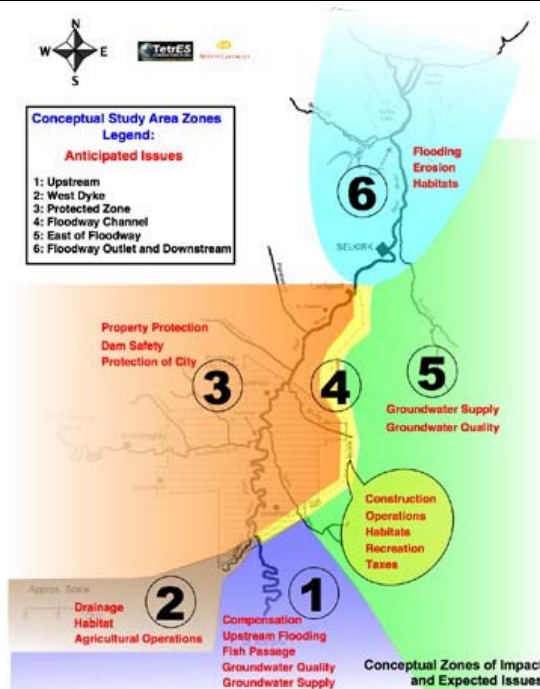 N
W E
S
TetrES
Conceptual Study Area Zones
Legend:
Anticipated Issues
1: Upstream
2: West Dyke
3: Protected Zone
4: Floodway Channel
5: East of Floodway
6: Floodway Outlet and Downstream
Flooding
Erosion
Habitats
6
SELKIRK
Lockport
Property Protection
Dam Safety
Protection of City
3
4
5
Groundwater Supply
Groundwater Quality
Construction
Operations
Habitats
Recreation
Taxes
Approx. Scale
2
Drainage
Habitat
Agricultural Operations
1
Compensation
Upstream Flooding
Fish Passage
Groundwater Quality
Groundwater Supply
Conceptual Zones of Impact
and Expected Issues